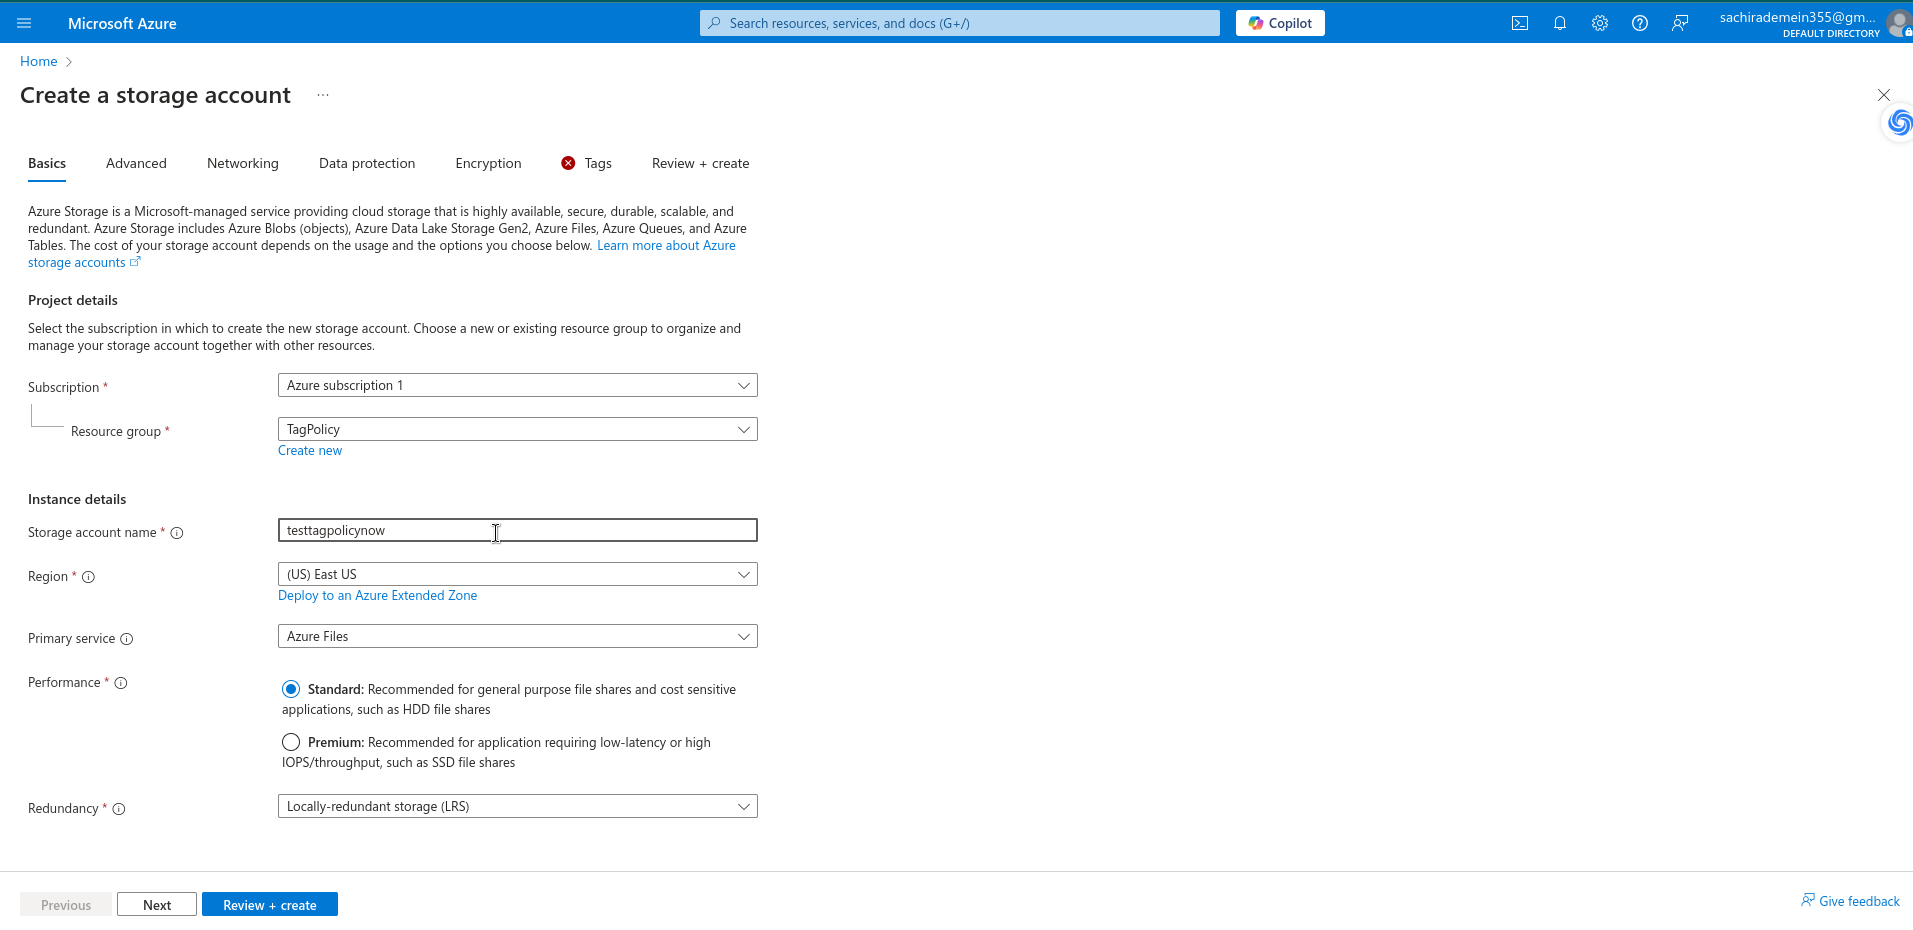 Microsoft Azure
Search resources, services, and docs (G+/)
Copilot
sachirademein355@gm...
DEFAULT DIRECTORY
Home
Create a storage account
...
Basics
Advanced
Networking
Data protection
Encryption
Tags
Review + create
Azure Storage is a Microsoft-managed service providing cloud storage that is highly available, secure, durable, scalable, and
redundant. Azure Storage includes Azure Blobs (objects), Azure Data Lake Storage Gen2, Azure Files, Azure Queues, and Azure
Tables. The cost of your storage account depends on the usage and the options you choose below. Learn more about Azure
storage accounts
Project details
Select the subscription in which to create the new storage account. Choose a new or existing resource group to organize and
manage your storage account together with other resources.
Subscription *
Azure subscription 1
Resource group *
TagPolicy
Create new
Instance details
Storage account name *
testtagpolicynow
Region *
(US) East US
Deploy to an Azure Extended Zone
Primary service
Azure Files
Performance *
Standard: Recommended for general purpose file shares and cost sensitive
applications, such as HDD file shares
Premium: Recommended for application requiring low-latency or high
IOPS/throughput, such as SSD file shares
Redundancy *
Locally-redundant storage (LRS)
Previous
Next
Review + create
Give feedback